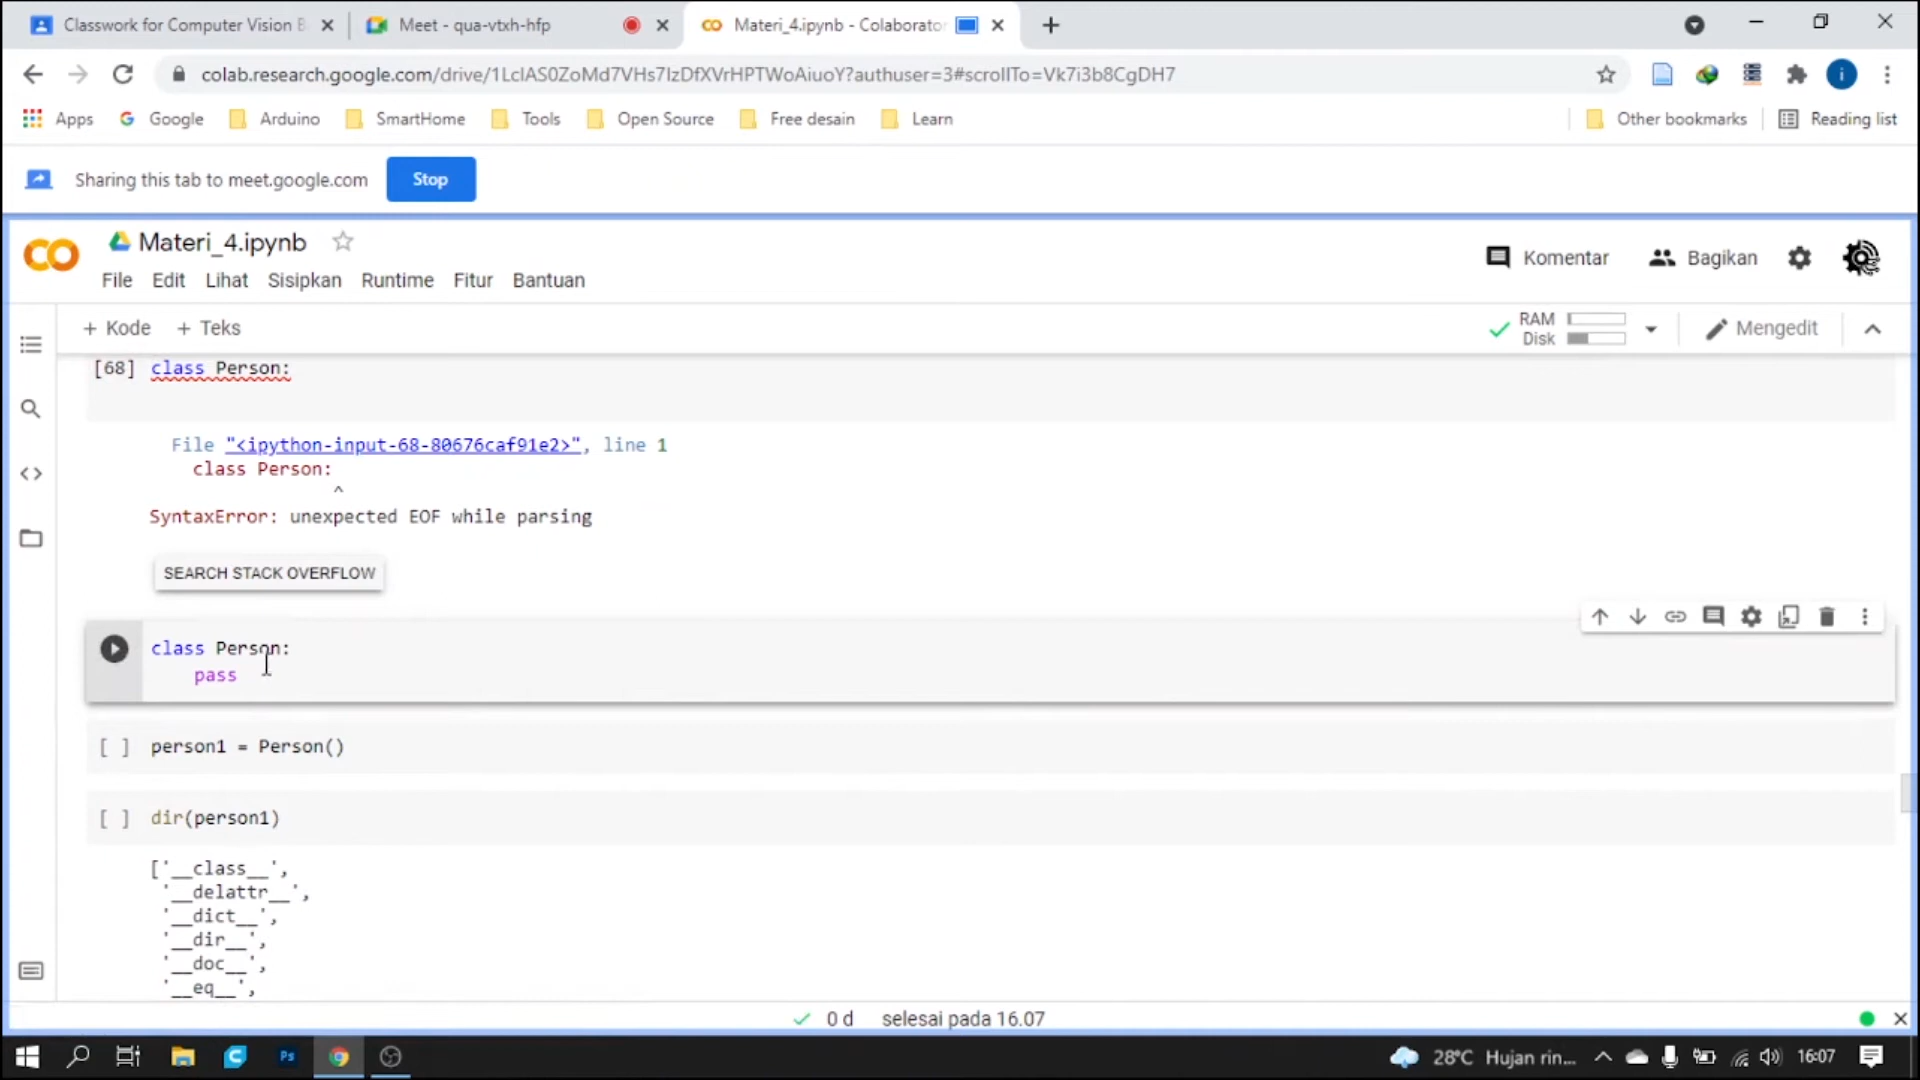 Classwork for Computer Vision B
Meet - qua-vtxh-hfp
Materi_4.ipynb - Colaborator
colab.research.google.com/drive/1LcIAS0ZoMd7VHs7IzDfXVrHPTWoAiuoY?authuser=3#scrollTo=Vk7i3b8CgDH7
i
Apps Google Arduino SmartHome Tools Open Source Free desain Learn Other bookmarks Reading list
Sharing this tab to meet.google.com Stop
Materi_4.ipynb
Komentar Bagikan
File Edit Lihat Sisipkan Runtime Fitur Bantuan
+ Kode + Teks
RAM
Disk
Mengedit
[68] class Person:
File "<ipython-input-68-80676caf91e2>", line 1
class Person:
^
SyntaxError: unexpected EOF while parsing
SEARCH STACK OVERFLOW
class Person:
pass
[ ] person1 = Person()
[ ] dir(person1)
['__class__',
'__delattr__',
'__dict__',
'__dir__',
'__doc__',
'__eq__',
0 d selesai pada 16.07
Ps
28°C Hujan rin... 16:07